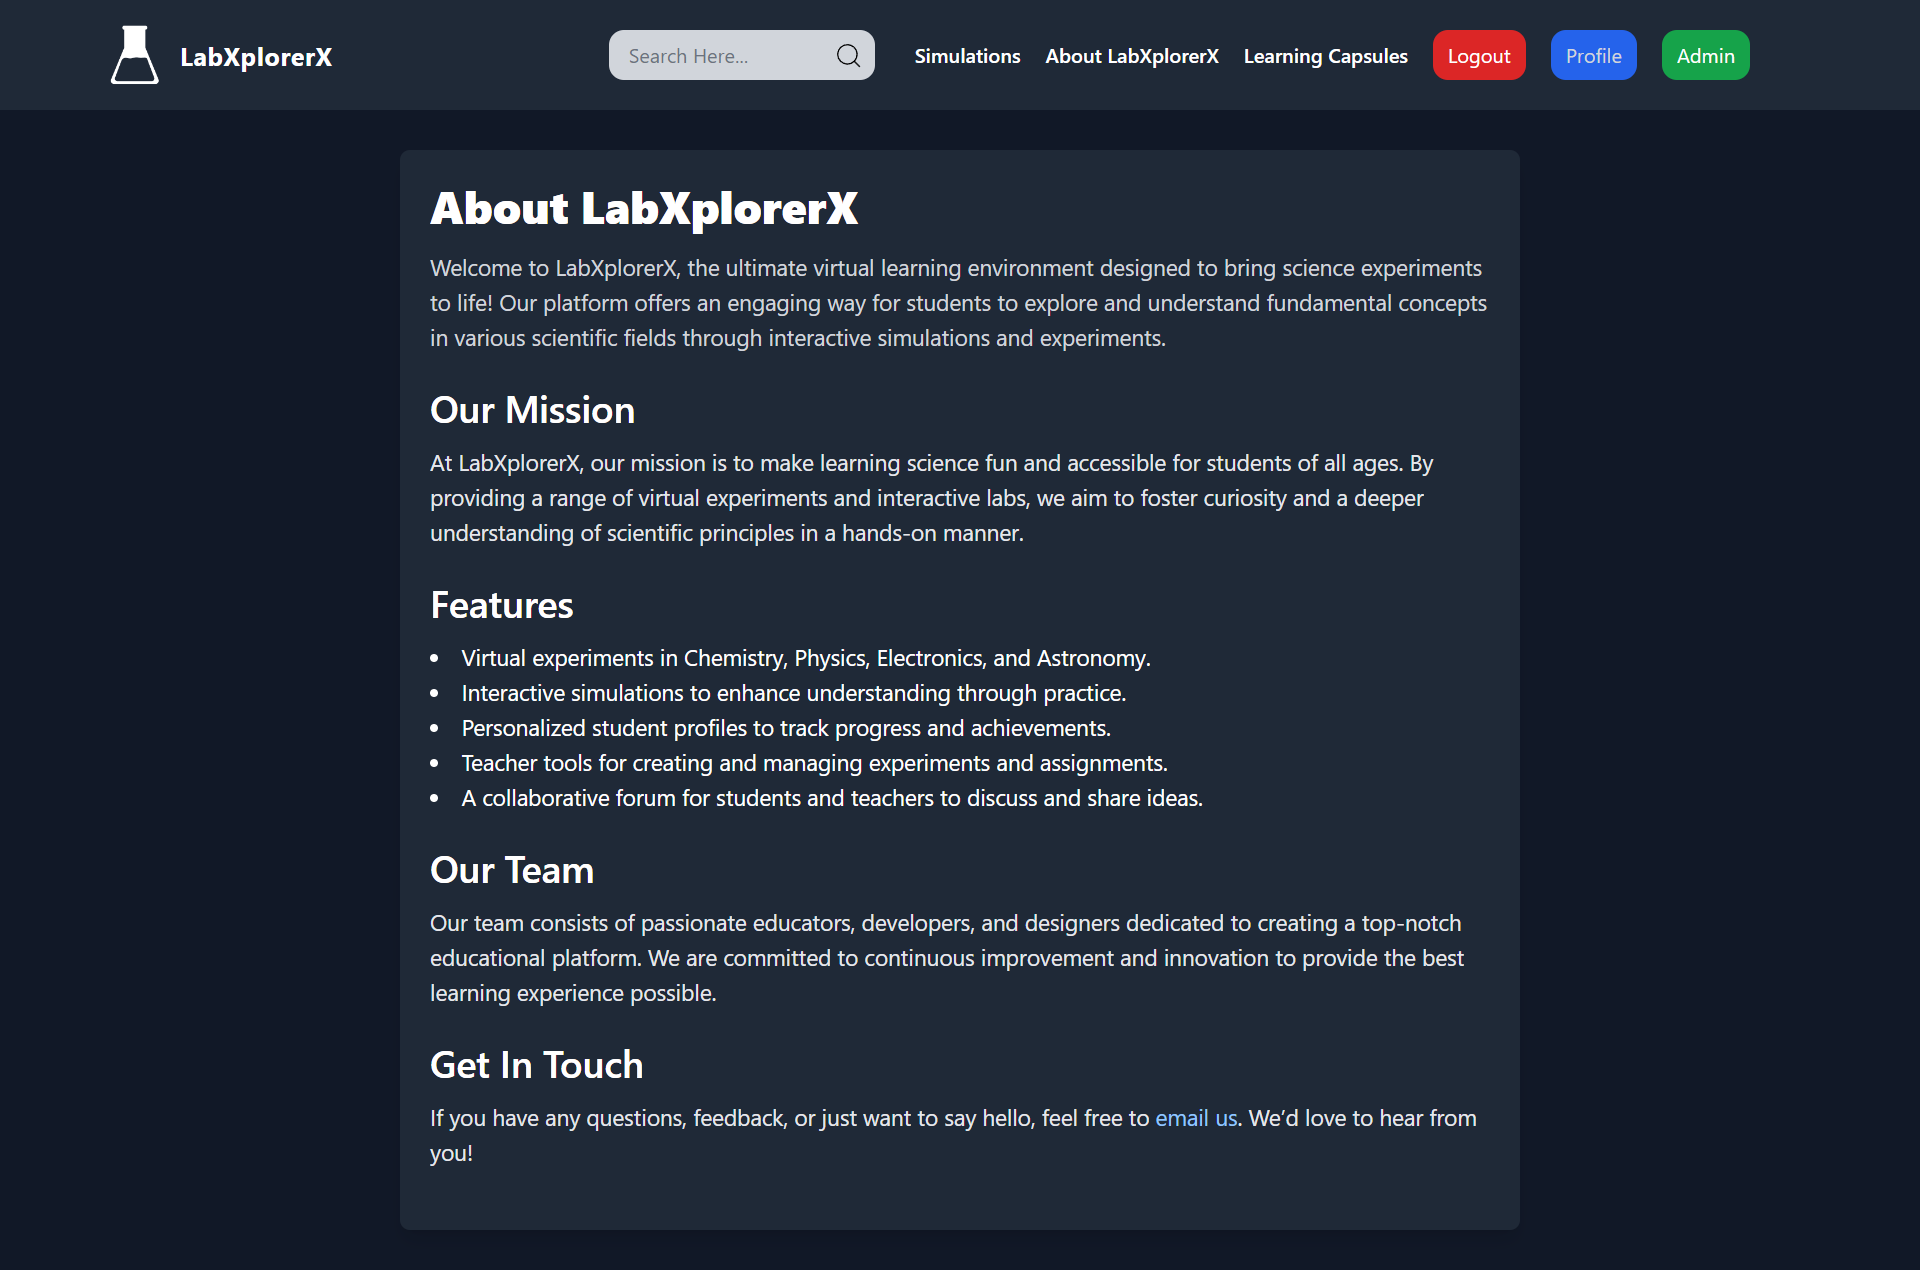 LabXplorerX
Search Here...
Simulations
About LabXplorerX
Learning Capsules
Logout
Profile
Admin
About LabXplorerX
Welcome to LabXplorerX, the ultimate virtual learning environment designed to bring science experiments
to life! Our platform offers an engaging way for students to explore and understand fundamental concepts
in various scientific fields through interactive simulations and experiments.
Our Mission
At LabXplorerX, our mission is to make learning science fun and accessible for students of all ages. By
providing a range of virtual experiments and interactive labs, we aim to foster curiosity and a deeper
understanding of scientific principles in a hands-on manner.
Features
• Virtual experiments in Chemistry, Physics, Electronics, and Astronomy.
• Interactive simulations to enhance understanding through practice.
• Personalized student profiles to track progress and achievements.
• Teacher tools for creating and managing experiments and assignments.
• A collaborative forum for students and teachers to discuss and share ideas.
Our Team
Our team consists of passionate educators, developers, and designers dedicated to creating a top-notch
educational platform. We are committed to continuous improvement and innovation to provide the best
learning experience possible.
Get In Touch
If you have any questions, feedback, or just want to say hello, feel free to email us. We’d love to hear from
you!